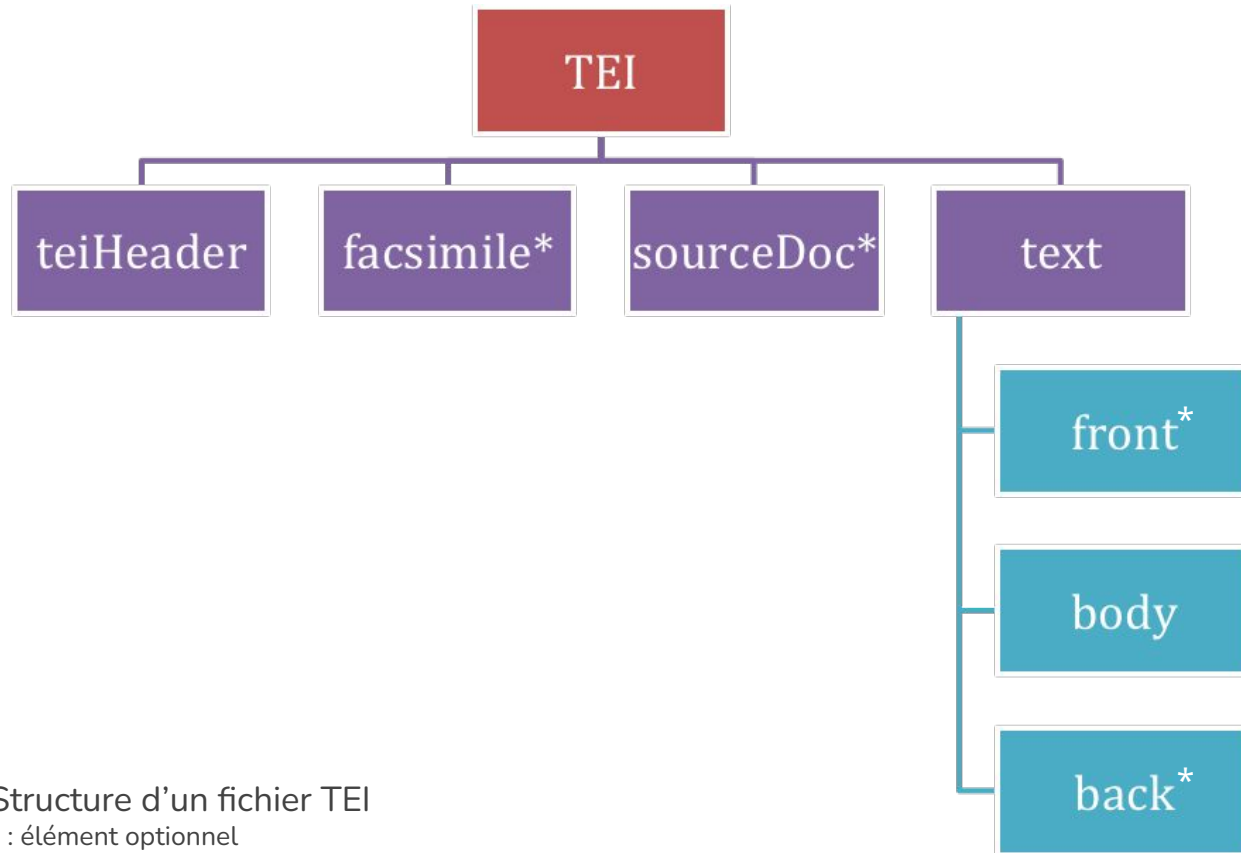 TEI
teiHeader
facsimile*
sourceDoc*
text
front*
body
back*
Structure d’un fichier TEI
: élément optionnel